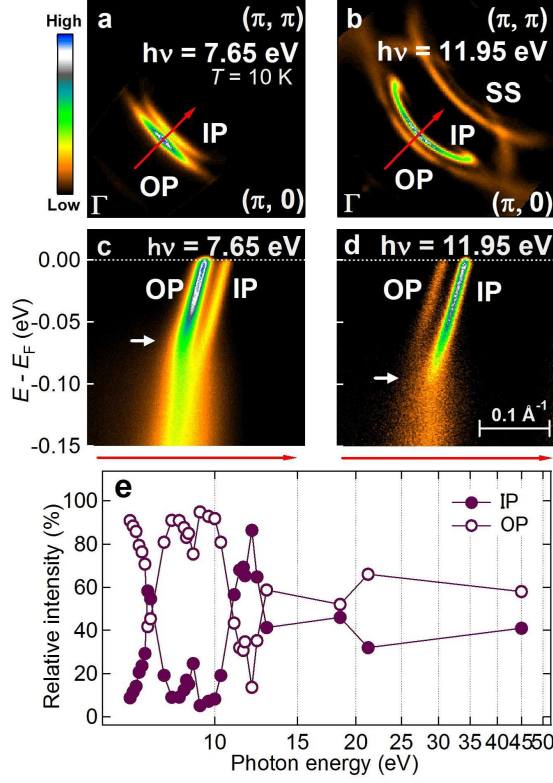 High
Low
a
(π, π)
hν = 7.65 eV
T = 10 K
IP
OP
Γ
(π, 0)
b
(π, π)
hν = 11.95 eV
SS
IP
OP
Γ
(π, 0)
c
hν = 7.65 eV
OP
IP
d
hν = 11.95 eV
OP
IP
0.1 Å⁻¹
E - E_F (eV)
0.00
-0.05
-0.10
-0.15
e
IP
OP
Relative intensity (%)
100
80
60
40
20
0
10 15 20 25 30 35 40 45 50
Photon energy (eV)